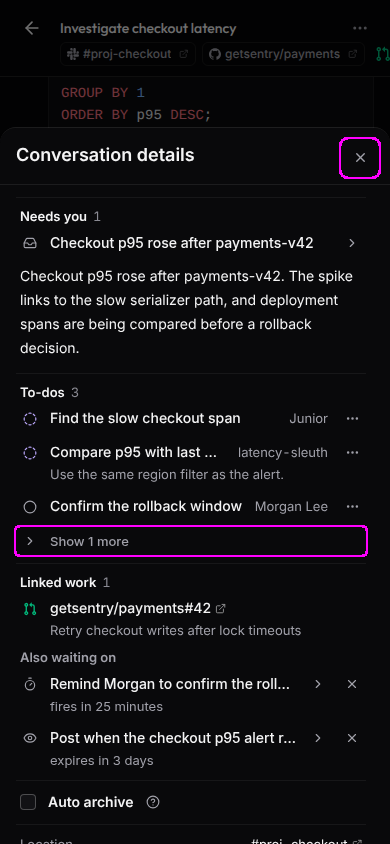 Investigate checkout latency
#proj-checkout
getsentry/payments
GROUP BY 1
ORDER BY p95 DESC;
Conversation details
Needs you 1
Checkout p95 rose after payments-v42
Checkout p95 rose after payments-v42. The spike
links to the slow serializer path, and deployment
spans are being compared before a rollback
decision.
To-dos 3
Find the slow checkout span Junior
Compare p95 with last ... latency-sleuth
Use the same region filter as the alert.
Confirm the rollback window Morgan Lee
Show 1 more
Linked work 1
getsentry/payments#42
Retry checkout writes after lock timeouts
Also waiting on
Remind Morgan to confirm the roll...
fires in 25 minutes
Post when the checkout p95 alert r...
expires in 3 days
Auto archive
Location #proj-checkout